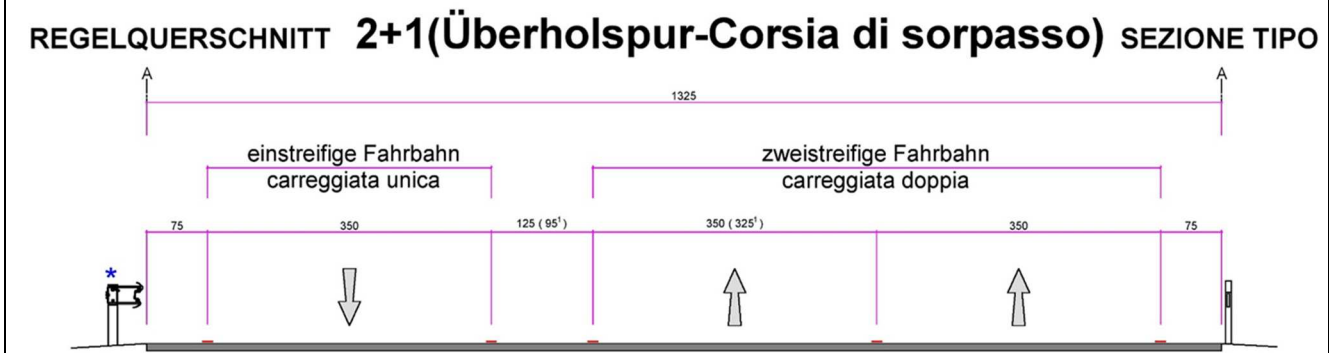 REGELQUERSCHNITT 2+1(Überholspur-Corsia di sorpasso) SEZIONE TIPO
A A
1325
einstreifige Fahrbahn zweistreifige Fahrbahn
carreggiata unica carreggiata doppia
75 350 125 ( 95¹ ) 350 ( 325¹ ) 350 75
*